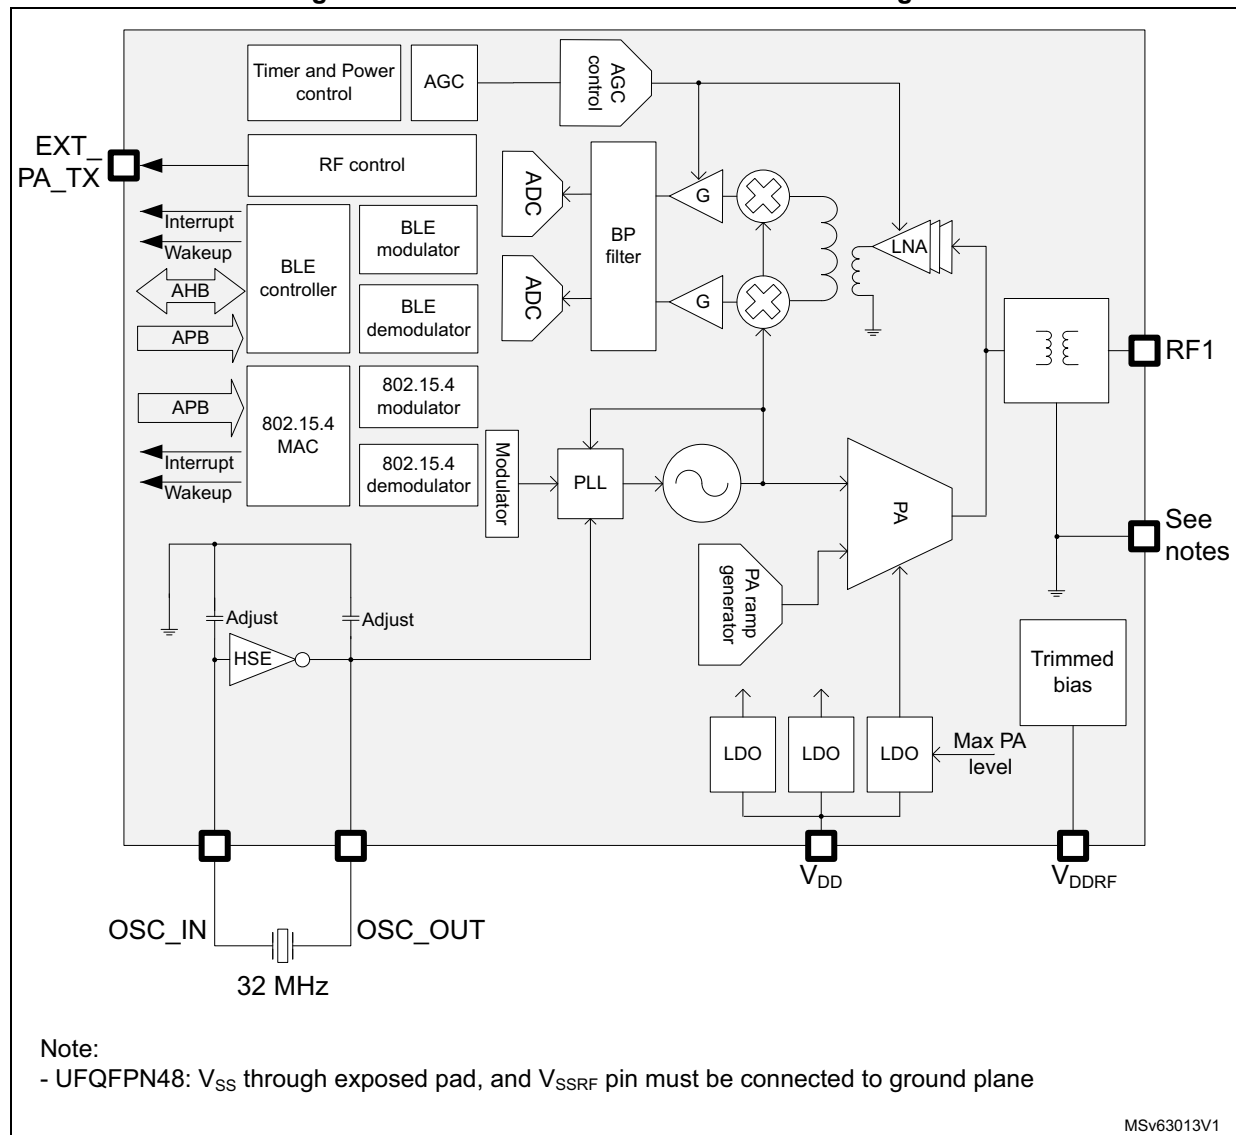 Timer and Power
control
AGC
AGC
control
EXT_
PA_TX
RF control
ADC
ADC
BP
filter
G
G
LNA
Interrupt
Wakeup
AHB
APB
BLE
controller
BLE
modulator
BLE
demodulator
RF1
APB
Interrupt
Wakeup
802.15.4
MAC
802.15.4
modulator
802.15.4
demodulator
Modulator
PLL
PA
See
notes
Adjust
Adjust
HSE
PA ramp
generator
Trimmed
bias
LDO
LDO
LDO
Max PA
level
VDD
VDDRF
OSC_IN
OSC_OUT
32 MHz
Note:
- UFQFPN48: VSS through exposed pad, and VSSRF pin must be connected to ground plane
MSv63013V1